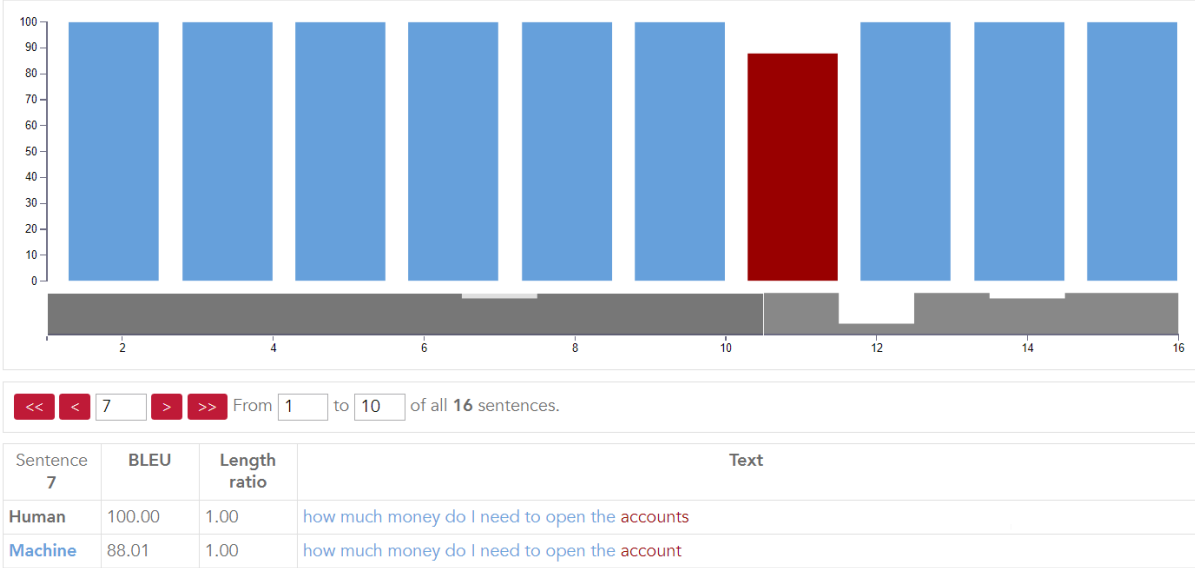 100
90
80
70
60
50
40
30
20
10
0
2 4 6 8 10 12 14 16
<< < 7 > >> From 1 to 10 of all 16 sentences.
Sentence 7 BLEU Length ratio Text
Human 100.00 1.00 how much money do I need to open the accounts
Machine 88.01 1.00 how much money do I need to open the account